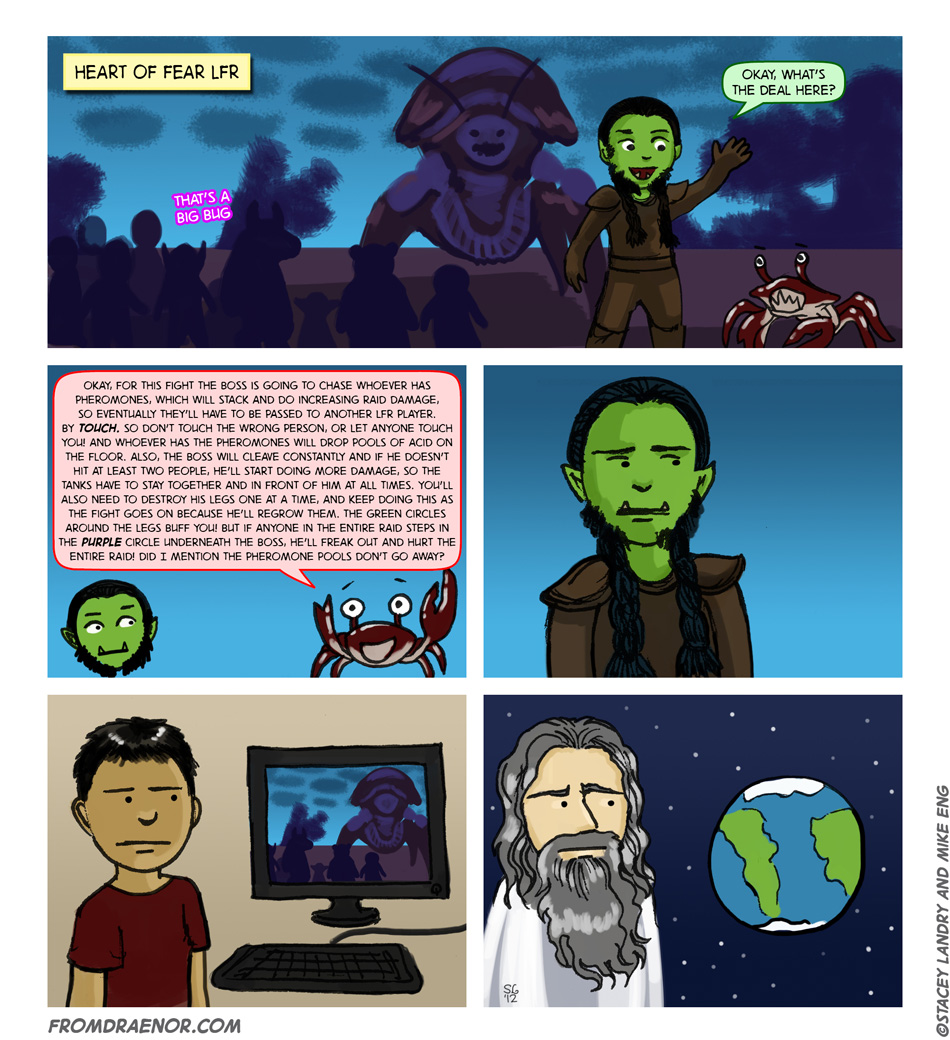 HEART OF FEAR LFR
OKAY, WHAT'S
THE DEAL HERE?
THAT'S A
BIG BUG
OKAY, FOR THIS FIGHT THE BOSS IS GOING TO CHASE WHOEVER HAS
PHEROMONES, WHICH WILL STACK AND DO INCREASING RAID DAMAGE,
SO EVENTUALLY THEY'LL HAVE TO BE PASSED TO ANOTHER LFR PLAYER.
BY TOUCH. SO DON'T TOUCH THE WRONG PERSON, OR LET ANYONE TOUCH
YOU! AND WHOEVER HAS THE PHEROMONES WILL DROP POOLS OF ACID ON
THE FLOOR. ALSO, THE BOSS WILL CLEAVE CONSTANTLY AND IF HE DOESN'T
HIT AT LEAST TWO PEOPLE, HE'LL START DOING MORE DAMAGE, SO THE
TANKS HAVE TO STAY TOGETHER AND IN FRONT OF HIM AT ALL TIMES. YOU'LL
ALSO NEED TO DESTROY HIS LEGS ONE AT A TIME, AND KEEP DOING THIS AS
THE FIGHT GOES ON BECAUSE HE'LL REGROW THEM. THE GREEN CIRCLES
AROUND THE LEGS BUFF YOU! BUT IF ANYONE IN THE ENTIRE RAID STEPS IN
THE PURPLE CIRCLE UNDERNEATH THE BOSS, HE'LL FREAK OUT AND HURT THE
ENTIRE RAID! DID I MENTION THE PHEROMONE POOLS DON'T GO AWAY?
SL
'12
FROMDRAENOR.COM
©STACEY LANDRY AND MIKE ENG